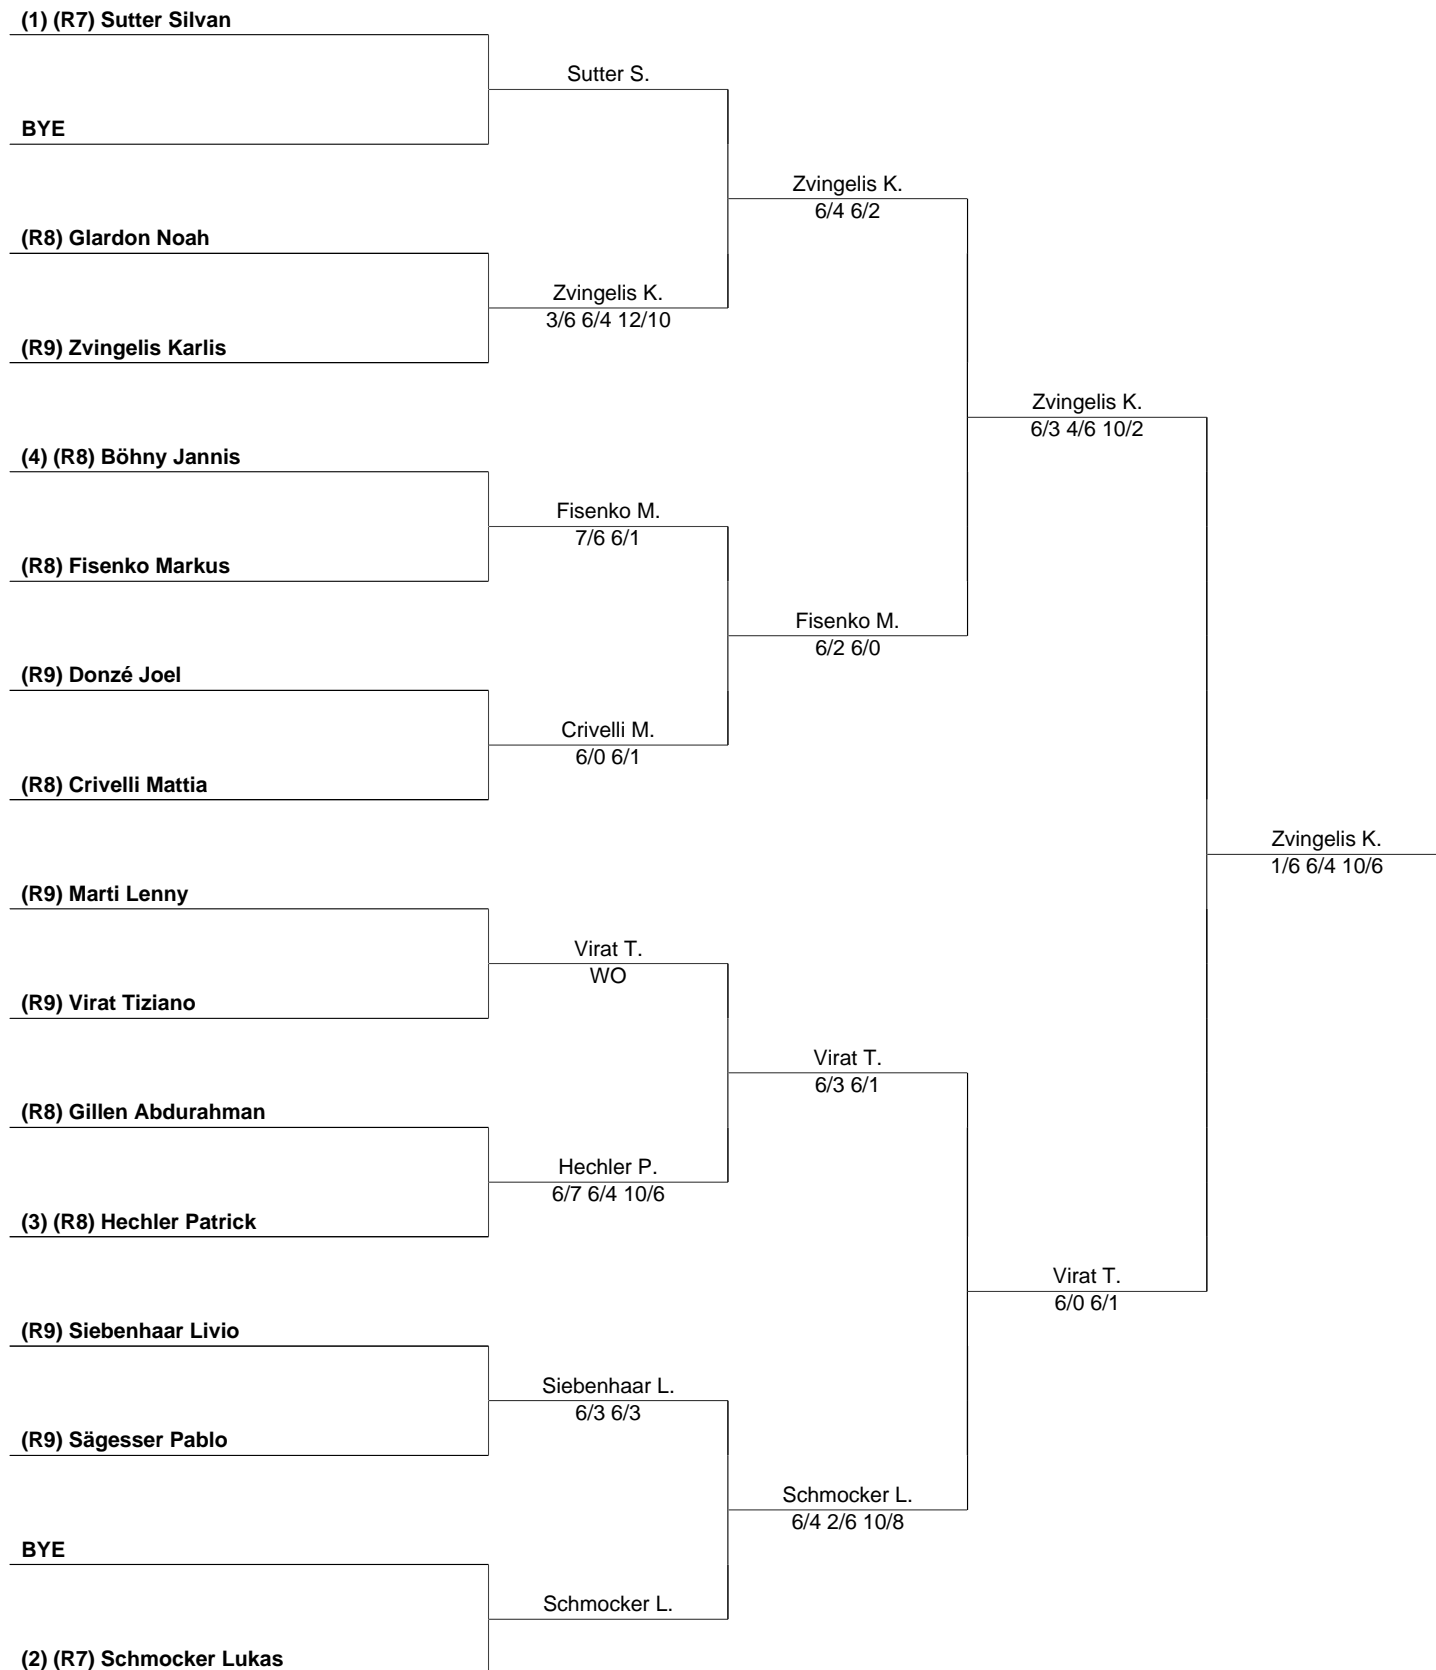 (1) (R7) Sutter Silvan
Sutter S.
BYE
Zvingelis K.
6/4 6/2
(R8) Glardon Noah
Zvingelis K.
3/6 6/4 12/10
(R9) Zvingelis Karlis
Zvingelis K.
6/3 4/6 10/2
(4) (R8) Böhny Jannis
Fisenko M.
7/6 6/1
(R8) Fisenko Markus
Fisenko M.
6/2 6/0
(R9) Donzé Joel
Crivelli M.
6/0 6/1
(R8) Crivelli Mattia
Zvingelis K.
1/6 6/4 10/6
(R9) Marti Lenny
Virat T.
WO
(R9) Virat Tiziano
Virat T.
6/3 6/1
(R8) Gillen Abdurahman
Hechler P.
6/7 6/4 10/6
(3) (R8) Hechler Patrick
Virat T.
6/0 6/1
(R9) Siebenhaar Livio
Siebenhaar L.
6/3 6/3
(R9) Sägesser Pablo
Schmocker L.
6/4 2/6 10/8
BYE
Schmocker L.
(2) (R7) Schmocker Lukas